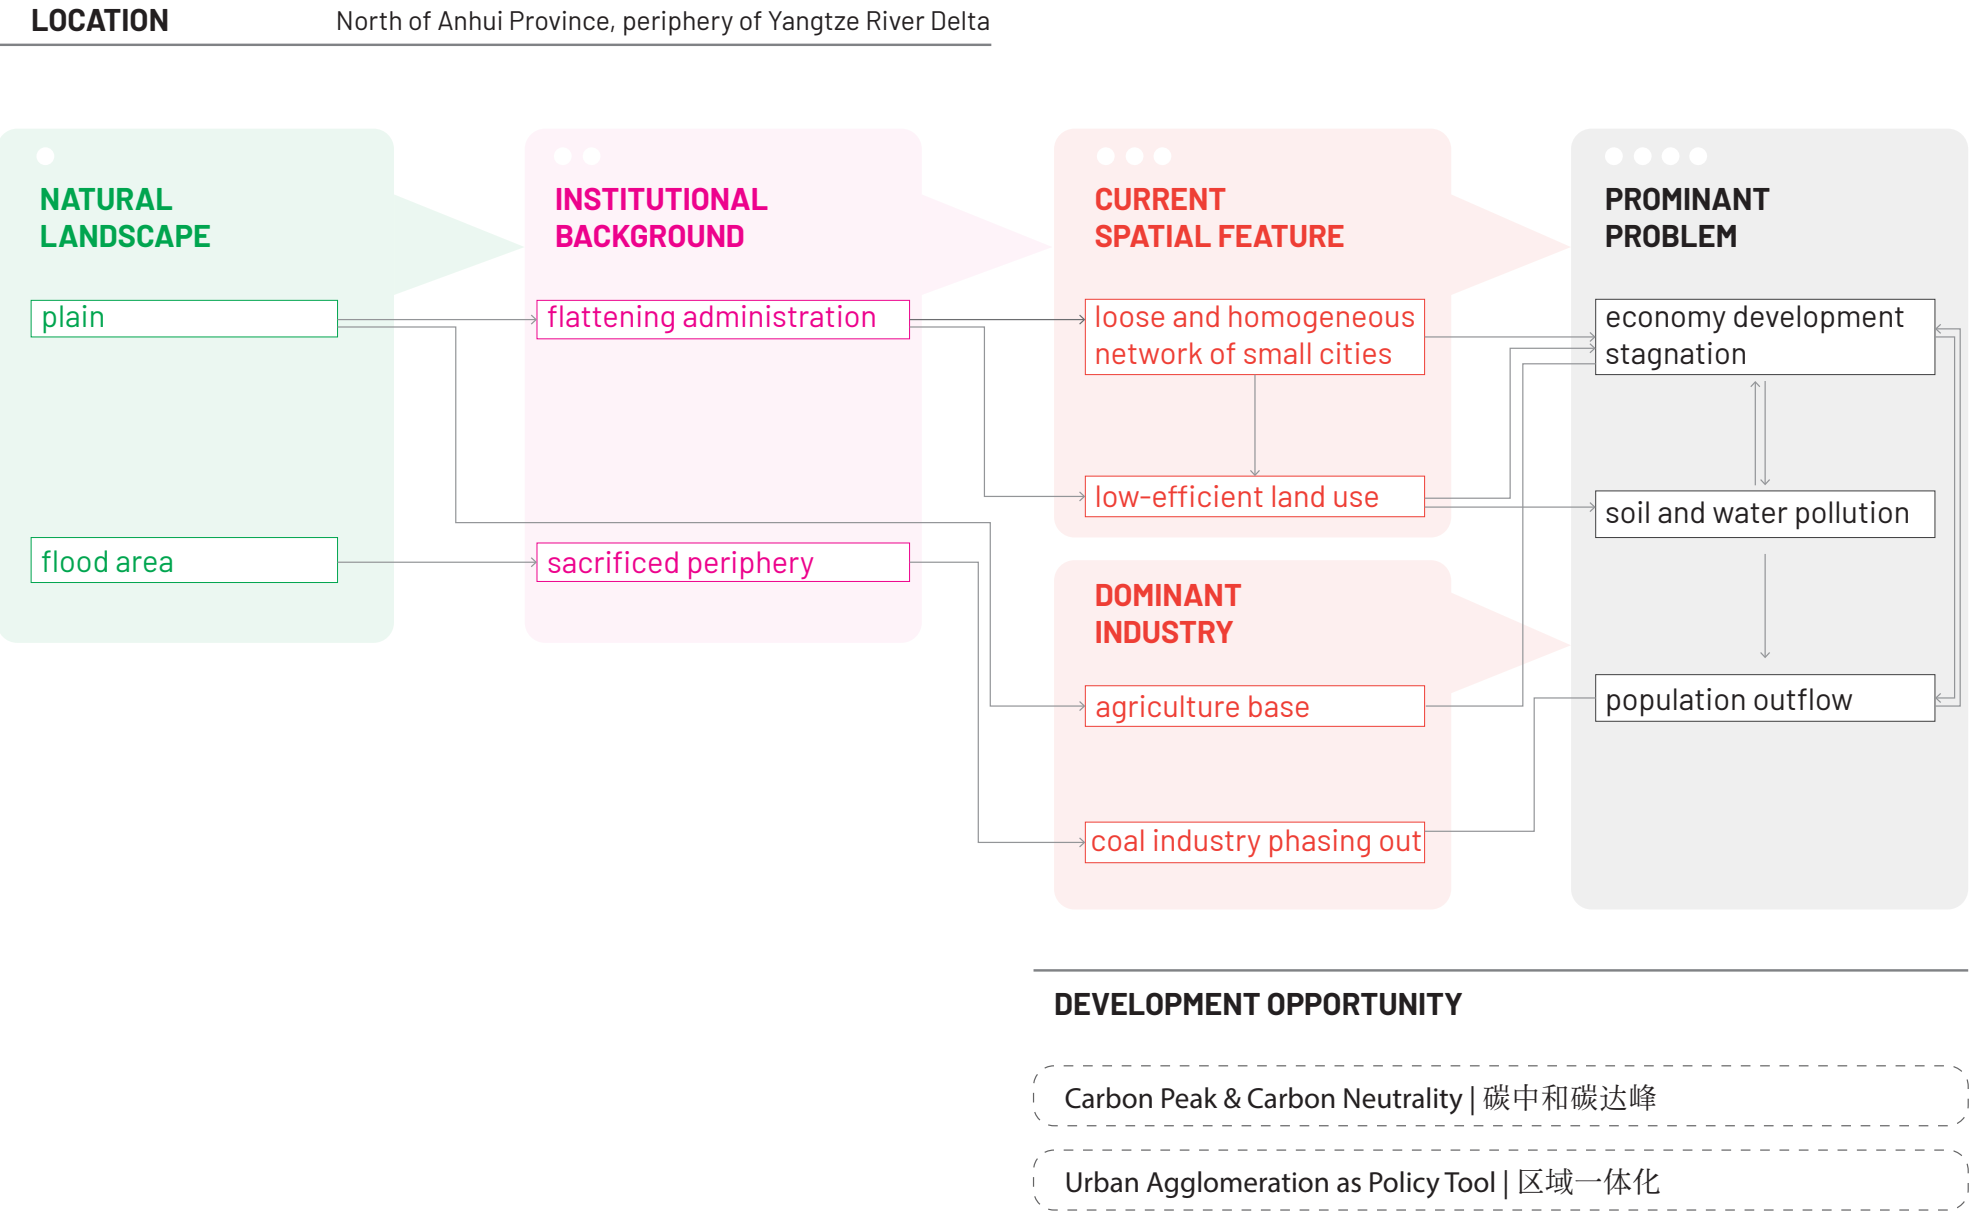 LOCATION
North of Anhui Province, periphery of Yangtze River Delta
NATURAL
LANDSCAPE
plain
flood area
INSTITUTIONAL
BACKGROUND
flattening administration
sacrificed periphery
CURRENT
SPATIAL FEATURE
loose and homogeneous
network of small cities
low-efficient land use
DOMINANT
INDUSTRY
agriculture base
coal industry phasing out
PROMINANT
PROBLEM
economy development
stagnation
soil and water pollution
population outflow
DEVELOPMENT OPPORTUNITY
Carbon Peak & Carbon Neutrality | 碳中和碳达峰
Urban Agglomeration as Policy Tool | 区域一体化